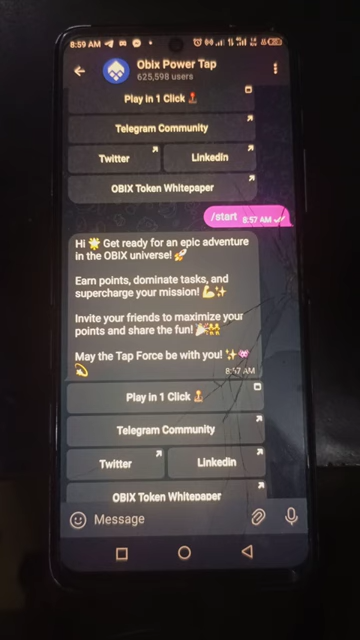 8:59 AM
Obix Power Tap
625,598 users
Play in 1 Click
Telegram Community
Twitter
Linkedin
OBIX Token Whitepaper
/start 8:57 AM
Hi 🌟 Get ready for an epic adventure
in the OBIX universe! 🚀
Earn points, dominate tasks, and
supercharge your mission! 💪✨
Invite your friends to maximize your
points and share the fun! 🎉👯
May the Tap Force be with you! ✨👾
💫 8:57 AM
Play in 1 Click
Telegram Community
Twitter
Linkedin
OBIX Token Whitepaper
Message